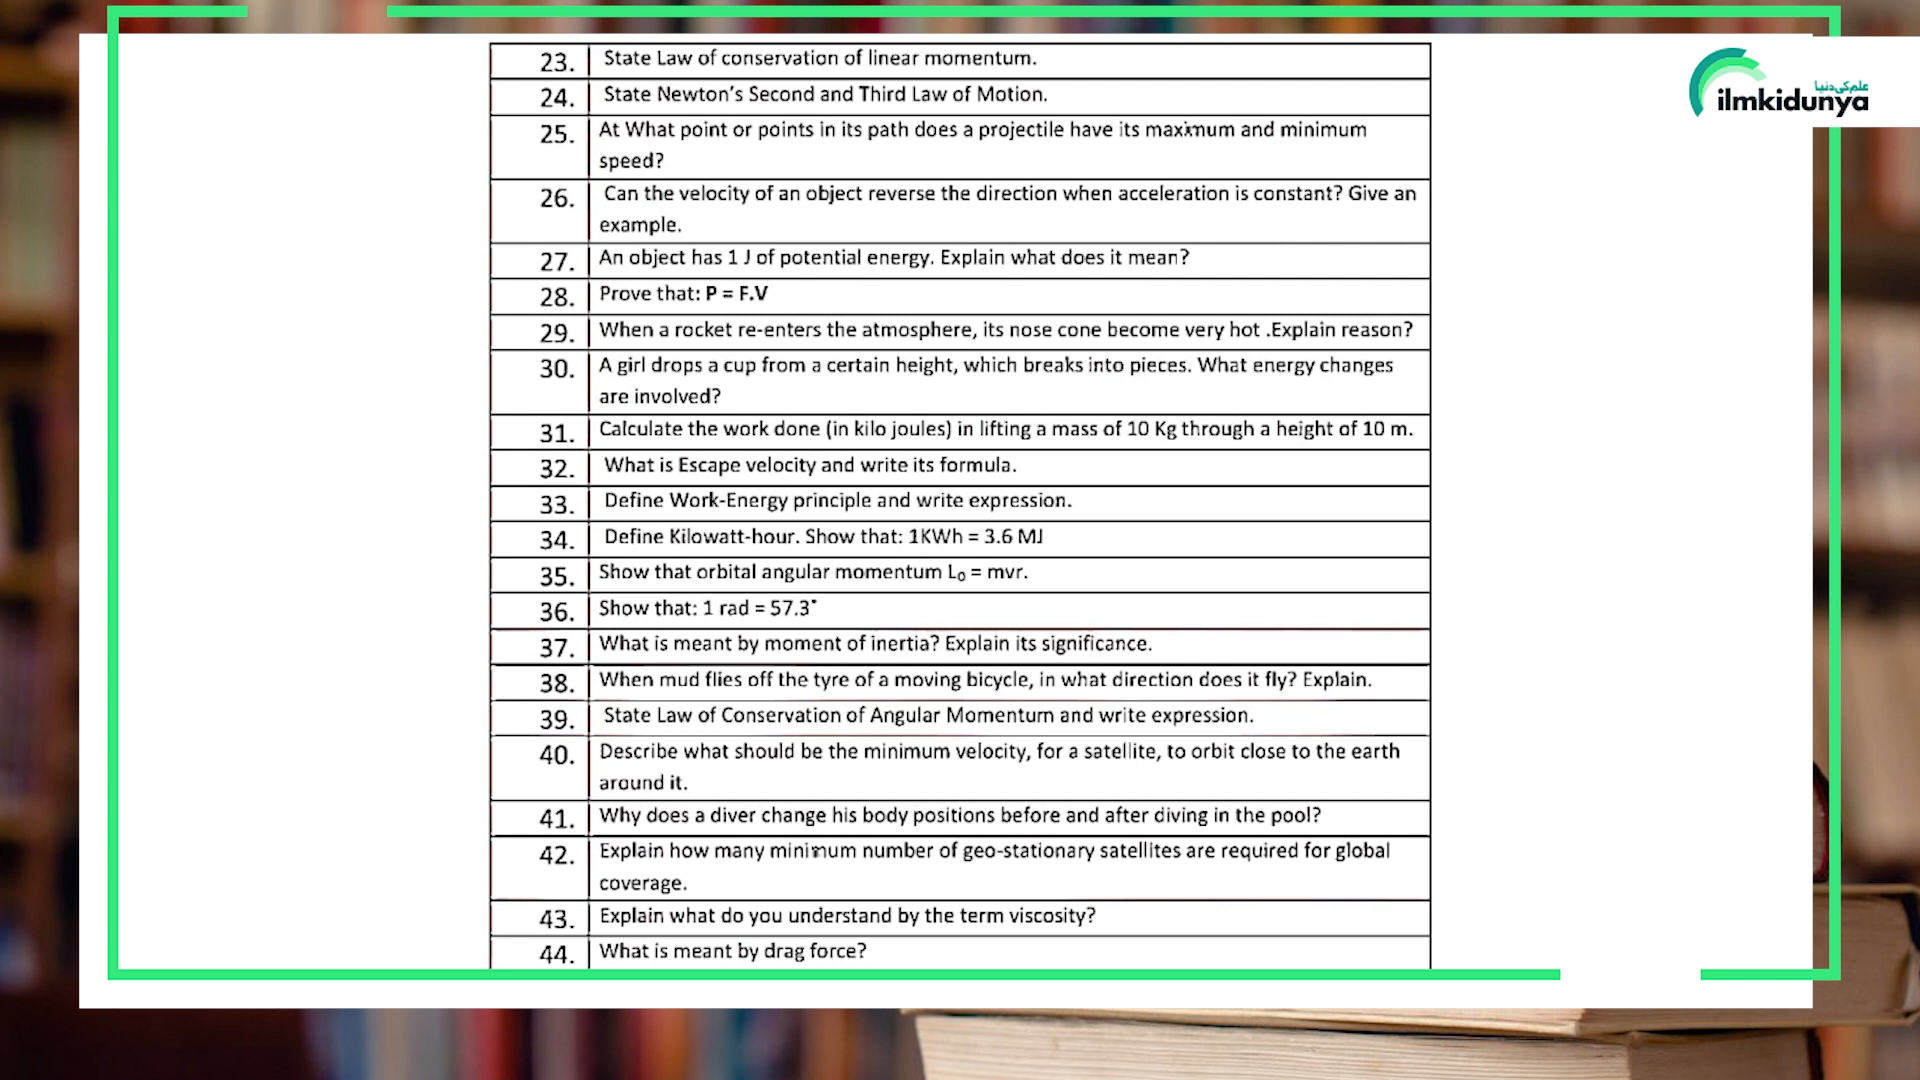 علم کی دنیا
ilmkidunya
23. State Law of conservation of linear momentum.
24. State Newton's Second and Third Law of Motion.
25. At What point or points in its path does a projectile have its maximum and minimum
speed?
26. Can the velocity of an object reverse the direction when acceleration is constant? Give an
example.
27. An object has 1 J of potential energy. Explain what does it mean?
28. Prove that: P = F.V
29. When a rocket re-enters the atmosphere, its nose cone become very hot .Explain reason?
30. A girl drops a cup from a certain height, which breaks into pieces. What energy changes
are involved?
31. Calculate the work done (in kilo joules) in lifting a mass of 10 Kg through a height of 10 m.
32. What is Escape velocity and write its formula.
33. Define Work-Energy principle and write expression.
34. Define Kilowatt-hour. Show that: 1KWh = 3.6 MJ
35. Show that orbital angular momentum L₀ = mvr.
36. Show that: 1 rad = 57.3°
37. What is meant by moment of inertia? Explain its significance.
38. When mud flies off the tyre of a moving bicycle, in what direction does it fly? Explain.
39. State Law of Conservation of Angular Momentum and write expression.
40. Describe what should be the minimum velocity, for a satellite, to orbit close to the earth
around it.
41. Why does a diver change his body positions before and after diving in the pool?
42. Explain how many minimum number of geo-stationary satellites are required for global
coverage.
43. Explain what do you understand by the term viscosity?
44. What is meant by drag force?